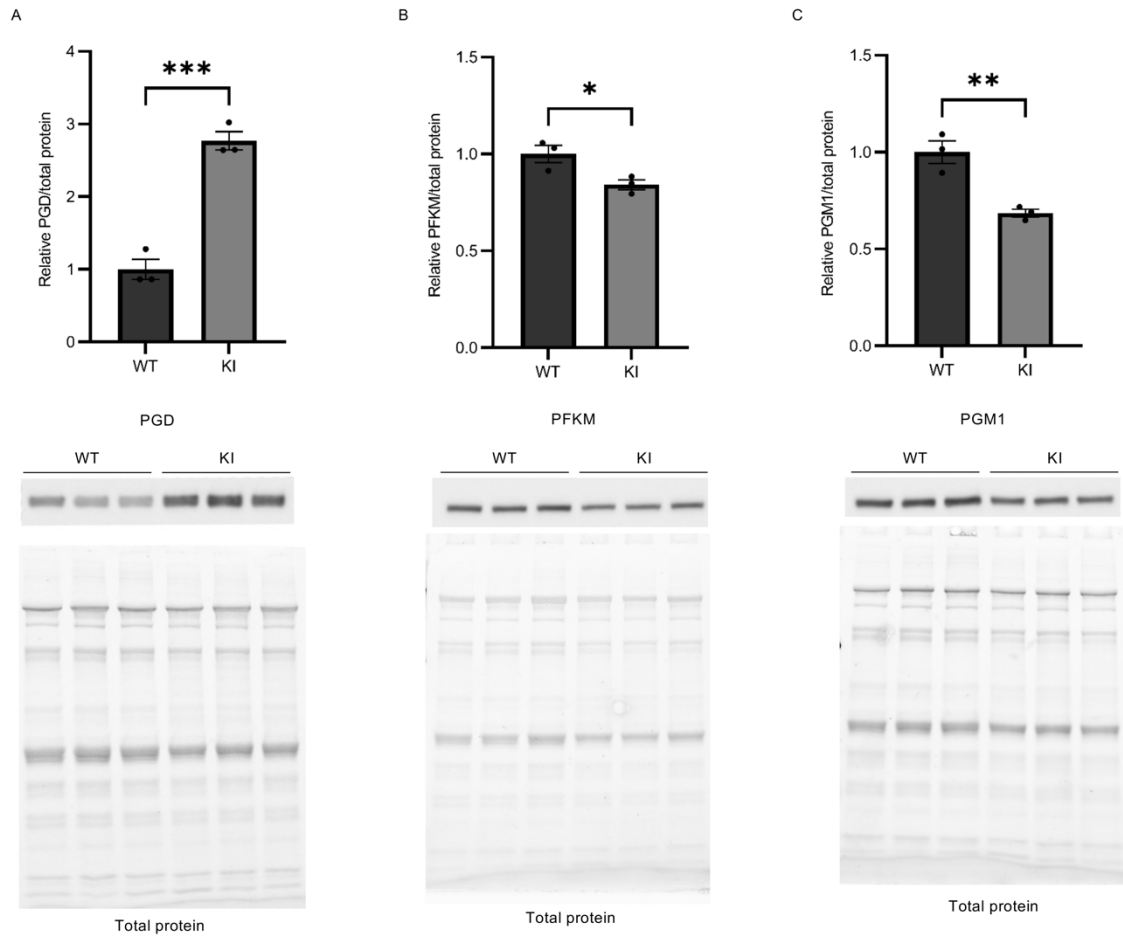 A
Relative PGD/total protein
4
3
2
1
0
***
WT
KI
PGD
WT
KI
Total protein
B
Relative PFKM/total protein
1.5
1.0
0.5
0.0
*
WT
KI
PFKM
WT
KI
Total protein
C
Relative PGM1/total protein
1.5
1.0
0.5
0.0
**
WT
KI
PGM1
WT
KI
Total protein